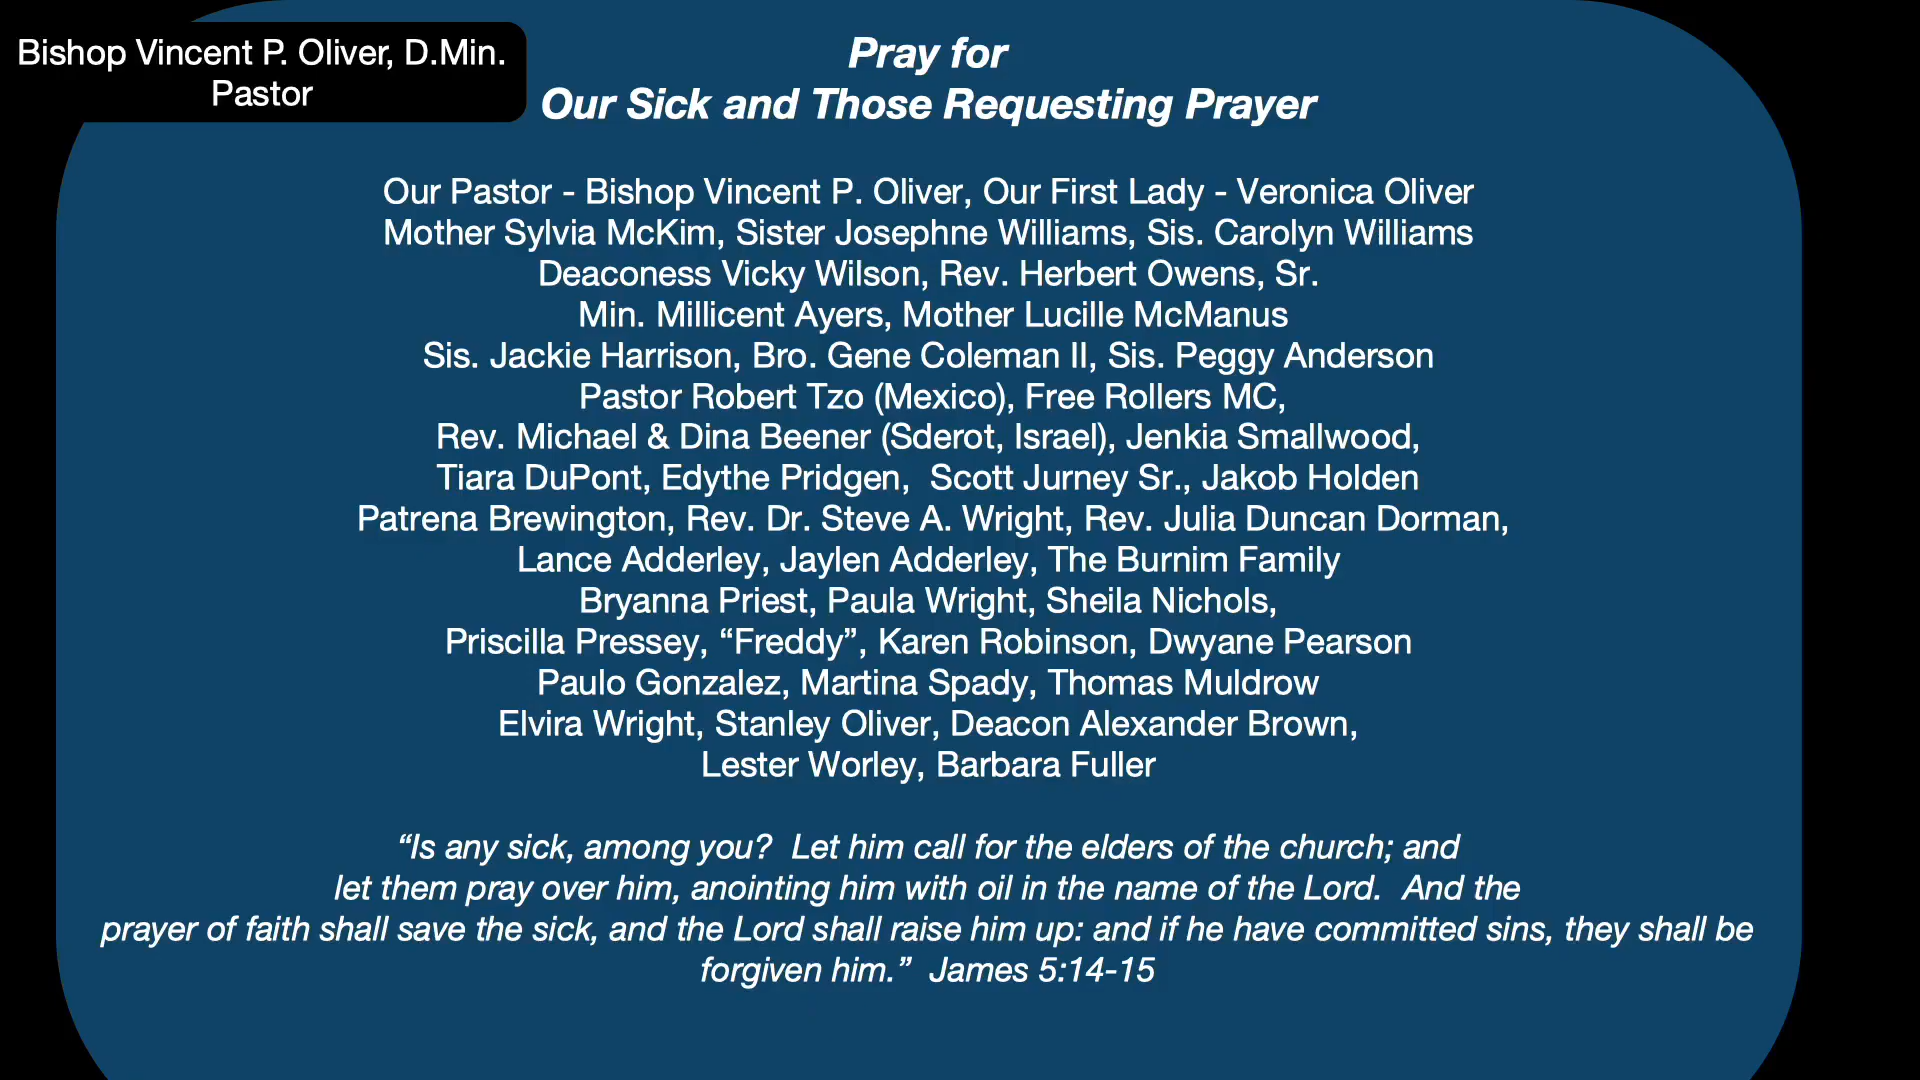 Bishop Vincent P. Oliver, D.Min.
Pastor
Pray for
Our Sick and Those Requesting Prayer
Our Pastor - Bishop Vincent P. Oliver, Our First Lady - Veronica Oliver
Mother Sylvia McKim, Sister Josephne Williams, Sis. Carolyn Williams
Deaconess Vicky Wilson, Rev. Herbert Owens, Sr.
Min. Millicent Ayers, Mother Lucille McManus
Sis. Jackie Harrison, Bro. Gene Coleman II, Sis. Peggy Anderson
Pastor Robert Tzo (Mexico), Free Rollers MC,
Rev. Michael & Dina Beener (Sderot, Israel), Jenkia Smallwood,
Tiara DuPont, Edythe Pridgen,  Scott Jurney Sr., Jakob Holden
Patrena Brewington, Rev. Dr. Steve A. Wright, Rev. Julia Duncan Dorman,
Lance Adderley, Jaylen Adderley, The Burnim Family
Bryanna Priest, Paula Wright, Sheila Nichols,
Priscilla Pressey, “Freddy”, Karen Robinson, Dwyane Pearson
Paulo Gonzalez, Martina Spady, Thomas Muldrow
Elvira Wright, Stanley Oliver, Deacon Alexander Brown,
Lester Worley, Barbara Fuller
“Is any sick, among you?  Let him call for the elders of the church; and
let them pray over him, anointing him with oil in the name of the Lord.  And the
prayer of faith shall save the sick, and the Lord shall raise him up: and if he have committed sins, they shall be
forgiven him.”  James 5:14-15